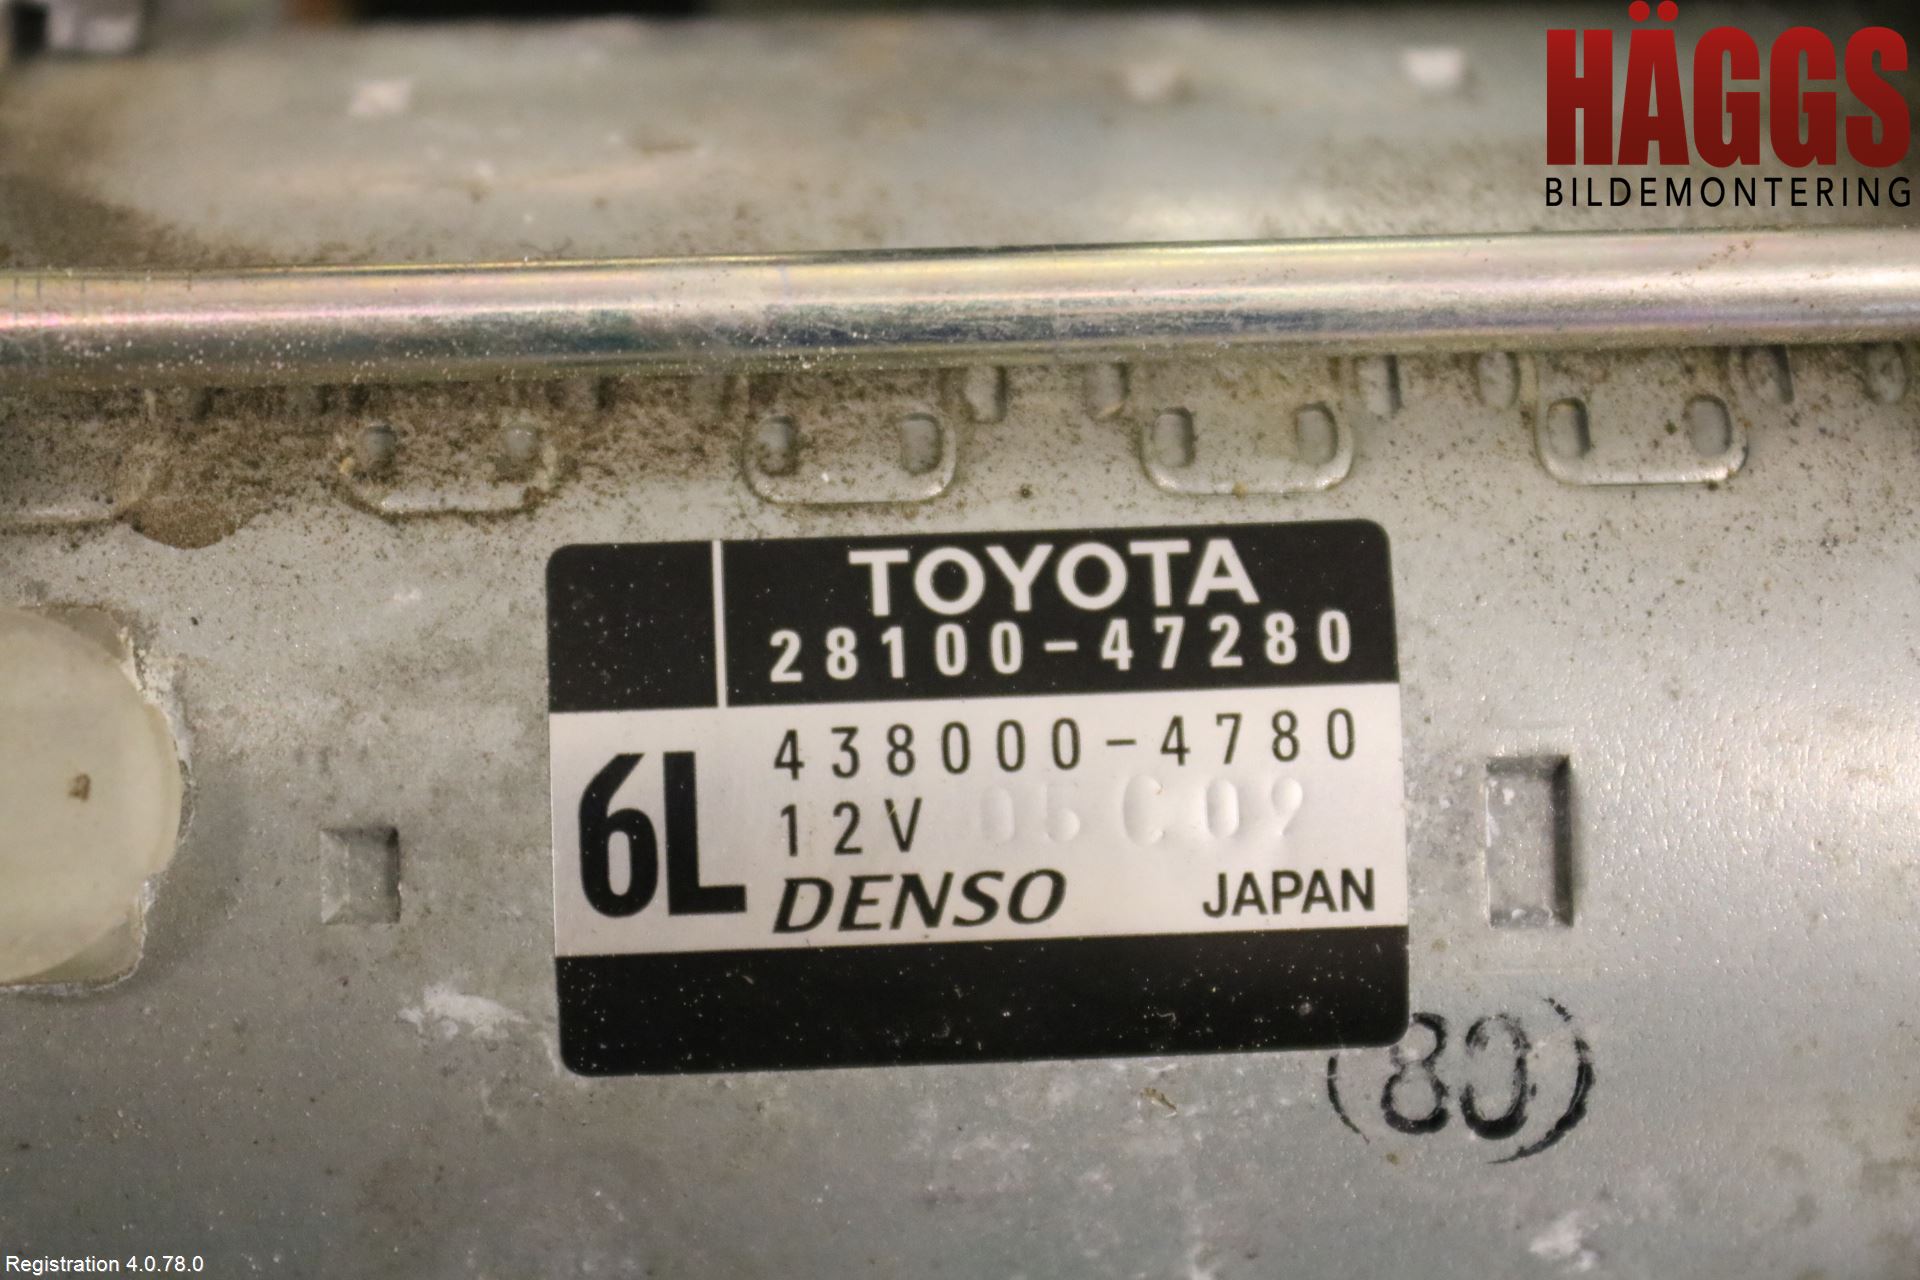 HÄGGS
BILDEMONTERING
TOYOTA
28100-47280
6L
438000-4780
12V 05C09
DENSO JAPAN
(80)
Registration 4.0.78.0